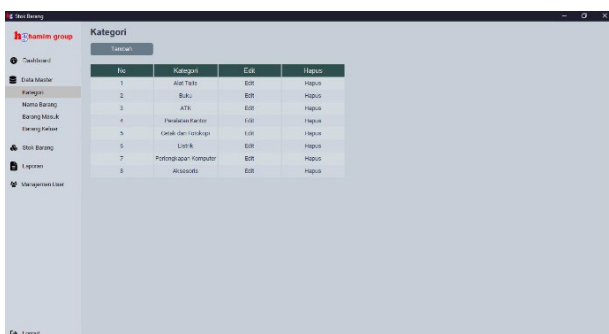 Stok Barang
hamim group
Dashboard
Data Master
Kategori
Nama Barang
Barang Masuk
Barang Keluar
Stok Barang
Laporan
Manajemen User
Logout
Kategori
Tambah
No Kategori Edit Hapus
1 Alat Tulis Edit Hapus
2 Buku Edit Hapus
3 ATK Edit Hapus
4 Peralatan Kantor Edit Hapus
5 Cetak dan Fotokopi Edit Hapus
6 Listrik Edit Hapus
7 Perlengkapan Komputer Edit Hapus
8 Aksesoris Edit Hapus